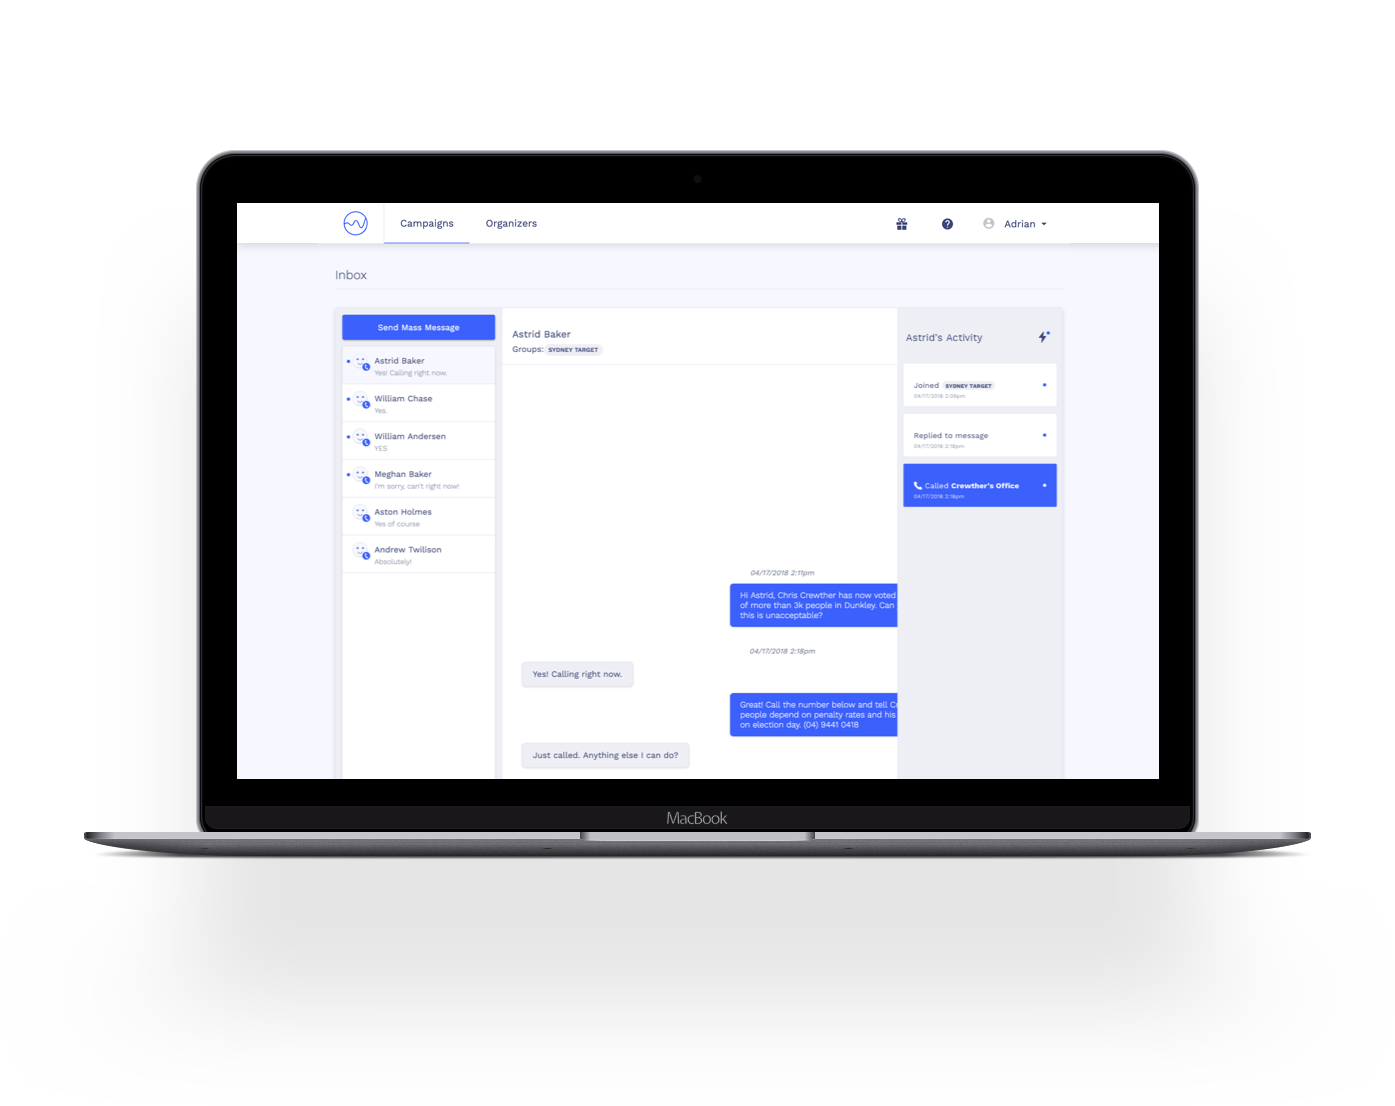 Campaigns
Organizers
Adrian
Inbox
Send Mass Message
Astrid Baker
Yes! Calling right now.
William Chase
Yes.
William Andersen
YES
Meghan Baker
I'm sorry, can't right now!
Aston Holmes
Yes of course
Andrew Twilison
Absolutely!
Astrid Baker
Groups: SYDNEY TARGET
04/17/2018 2:11pm
Hi Astrid, Chris Crewther has now voted
of more than 3k people in Dunkley. Can
this is unacceptable?
04/17/2018 2:18pm
Yes! Calling right now.
Great! Call the number below and tell Cr
people depend on penalty rates and his
on election day. (04) 9441 0418
Just called. Anything else I can do?
Astrid's Activity
Joined SYDNEY TARGET
04/17/2018 2:09pm
Replied to message
04/17/2018 2:18pm
Called Crewther's Office
04/17/2018 2:18pm
MacBook